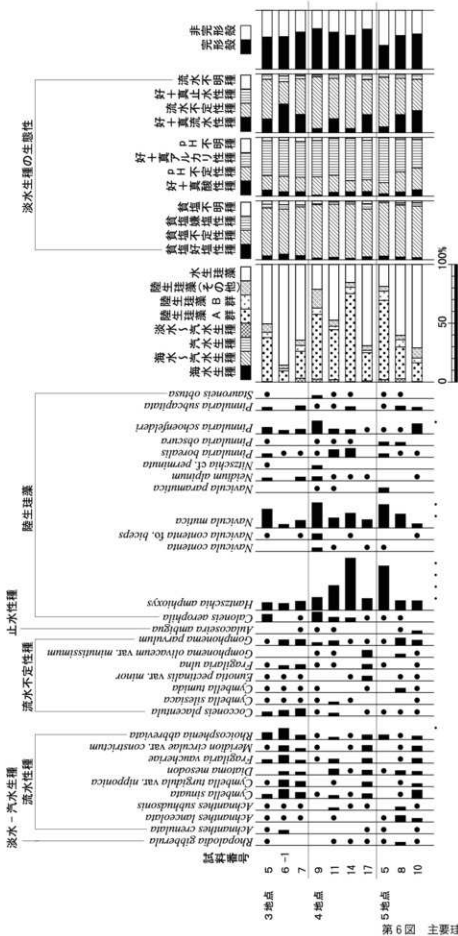 淡水－汽水生種
流水性種
流水不定性種
止水性種
陸生珪藻
淡水生種の生態性
Rhopalodia gibberula
Achnanthes crenulata
Achnanthes lanceolata
Achnanthes subhudsonis
Cymbella sinuata
Cymbella turgidula var. nipponica
Diatoma mesodon
Fragilaria vaucheriae
Meridion circulae var. constrictum
Rhoicosphenia abbreviata
Cocconeis placentula
Cymbella silesiaca
Cymbella tumida
Eunotia pectinalis var. minor
Fragilaria ulna
Gomphonema olivaceum var. minutissimum
Gomphonema parvulum
Aulacoseira ambigua
Caloneis aerophila
Hantzschia amphioxys
Navicula contenta
Navicula contenta fo. biceps
Navicula mutica
Navicula paramutica
Neidium alpinum
Nitzschia cf. perminuta
Pinnularia borealis
Pinnularia obscura
Pinnularia schoenfelderi
Pinnularia subcapitata
Stauroneis obtusa
海水生種
海水～汽水生種
汽水生種
淡水～汽水生種
陸生珪藻A群
陸生珪藻B群
陸生珪藻(その他)
水生珪藻
貧塩好塩性種
貧塩不定性種
貧塩嫌塩性種
貧塩不明種
好＋真酸性種
pH不定性種
好＋真アルカリ性種
pH不明種
好＋真流水性種
流水不定性種
好＋真止水性種
流水不明種
完形殻
非完形殻
試料番号
3地点 5
6-1
7
4地点 9
11
14
17
5地点 5
8
10
0 50 100%
第6図 主要珪